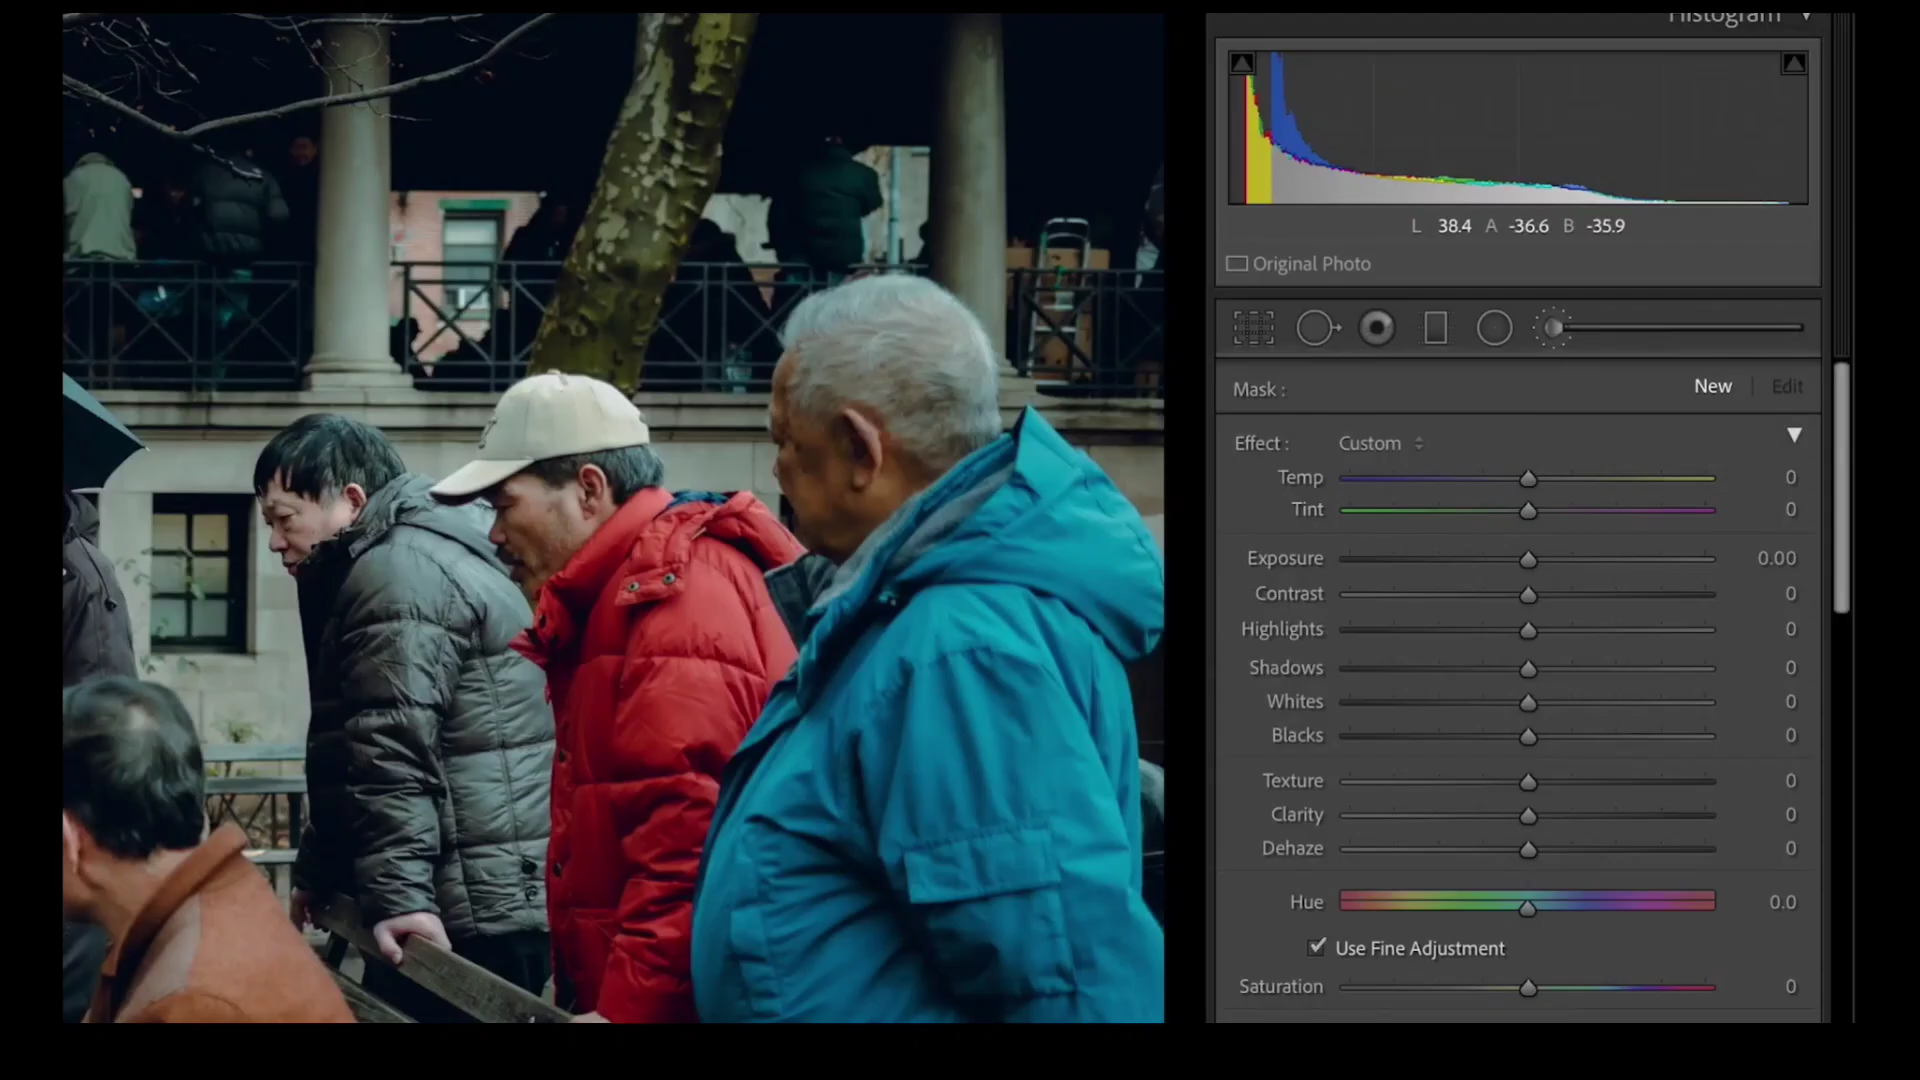 Histogram
L 38.4 A -36.6 B -35.9
Original Photo
Mask : New Edit
Effect : Custom
Temp 0
Tint 0
Exposure 0.00
Contrast 0
Highlights 0
Shadows 0
Whites 0
Blacks 0
Texture 0
Clarity 0
Dehaze 0
Hue 0.0
Use Fine Adjustment
Saturation 0